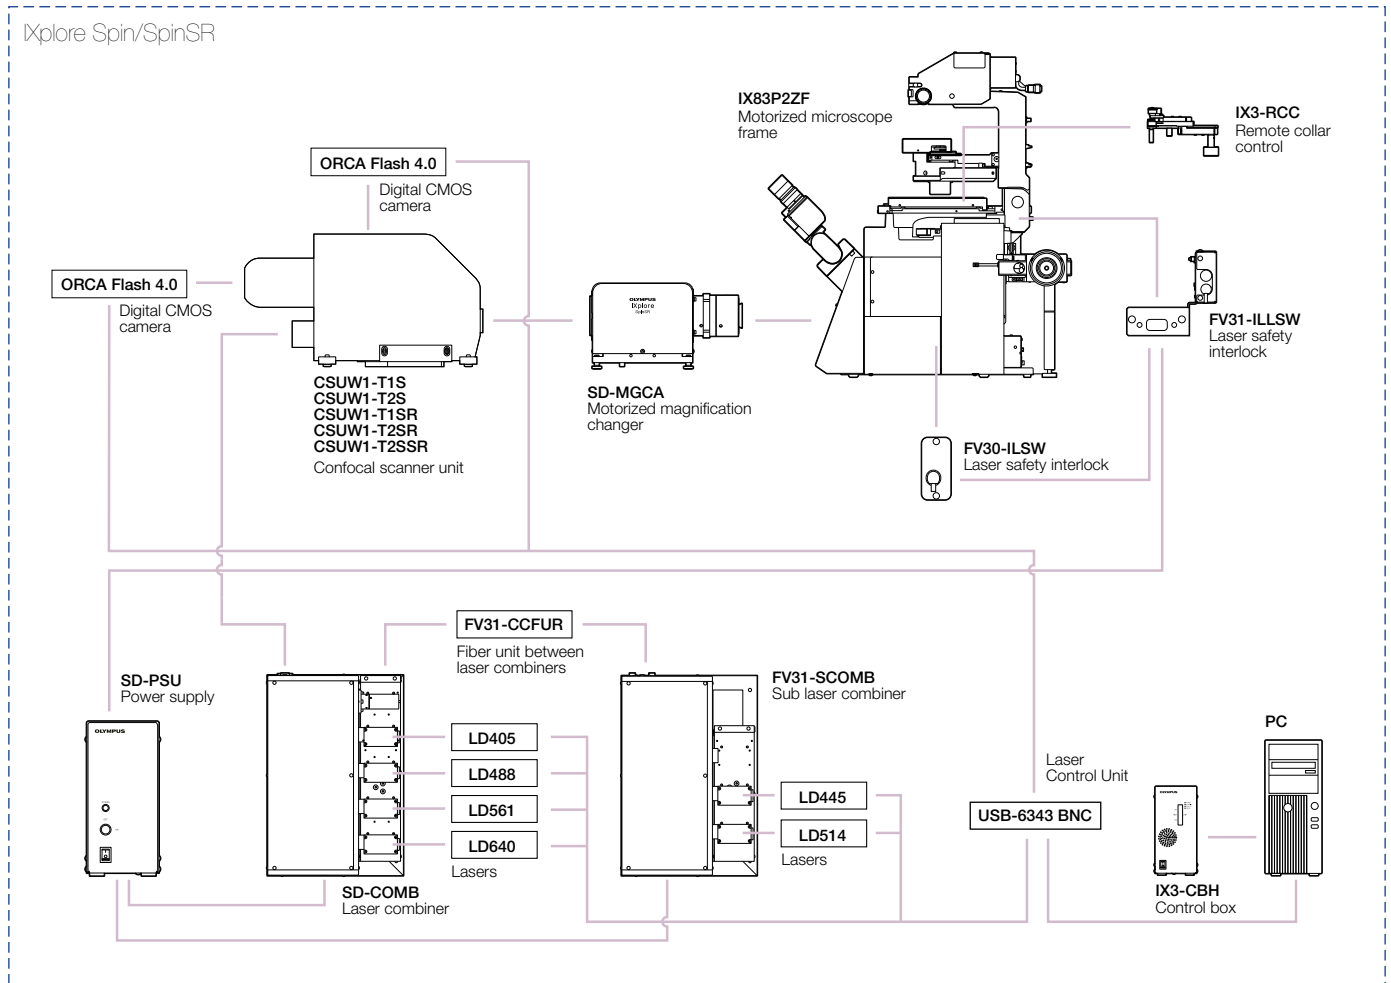 IXplore Spin/SpinSR
IX83P2ZF
Motorized microscope
frame
IX3-RCC
Remote collar
control
ORCA Flash 4.0
Digital CMOS
camera
ORCA Flash 4.0
Digital CMOS
camera
OLYMPUS
IXplore
SpinSR
FV31-ILLSW
Laser safety
interlock
CSUW1-T1S
CSUW1-T2S
CSUW1-T1SR
CSUW1-T2SR
CSUW1-T2SSR
Confocal scanner unit
SD-MGCA
Motorized magnification
changer
FV30-ILSW
Laser safety interlock
FV31-CCFUR
Fiber unit between
laser combiners
SD-PSU
Power supply
OLYMPUS
FV31-SCOMB
Sub laser combiner
LD405
LD488
LD561
LD640
Lasers
SD-COMB
Laser combiner
LD445
LD514
Lasers
Laser
Control Unit
USB-6343 BNC
PC
OLYMPUS
IX3-CBH
Control box